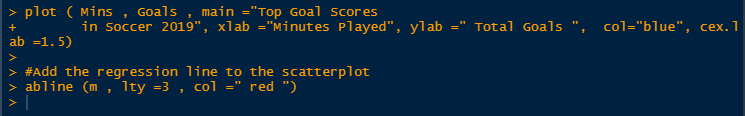 > plot ( Mins , Goals , main ="Top Goal Scores
+        in Soccer 2019", xlab ="Minutes Played", ylab =" Total Goals ",  col="blue", cex.l
ab =1.5)
>
> #Add the regression line to the scatterplot
> abline (m , lty =3 , col =" red ")
>